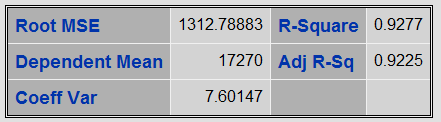 Root MSE 1312.78883 R-Square 0.9277
Dependent Mean 17270 Adj R-Sq 0.9225
Coeff Var 7.60147